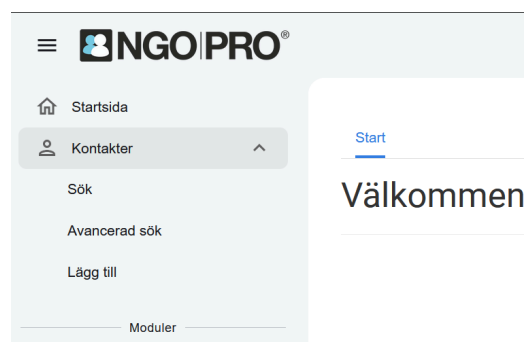 NGO|PRO®
Startsida
Kontakter
Sök
Avancerad sök
Lägg till
Moduler
Start
Välkommen